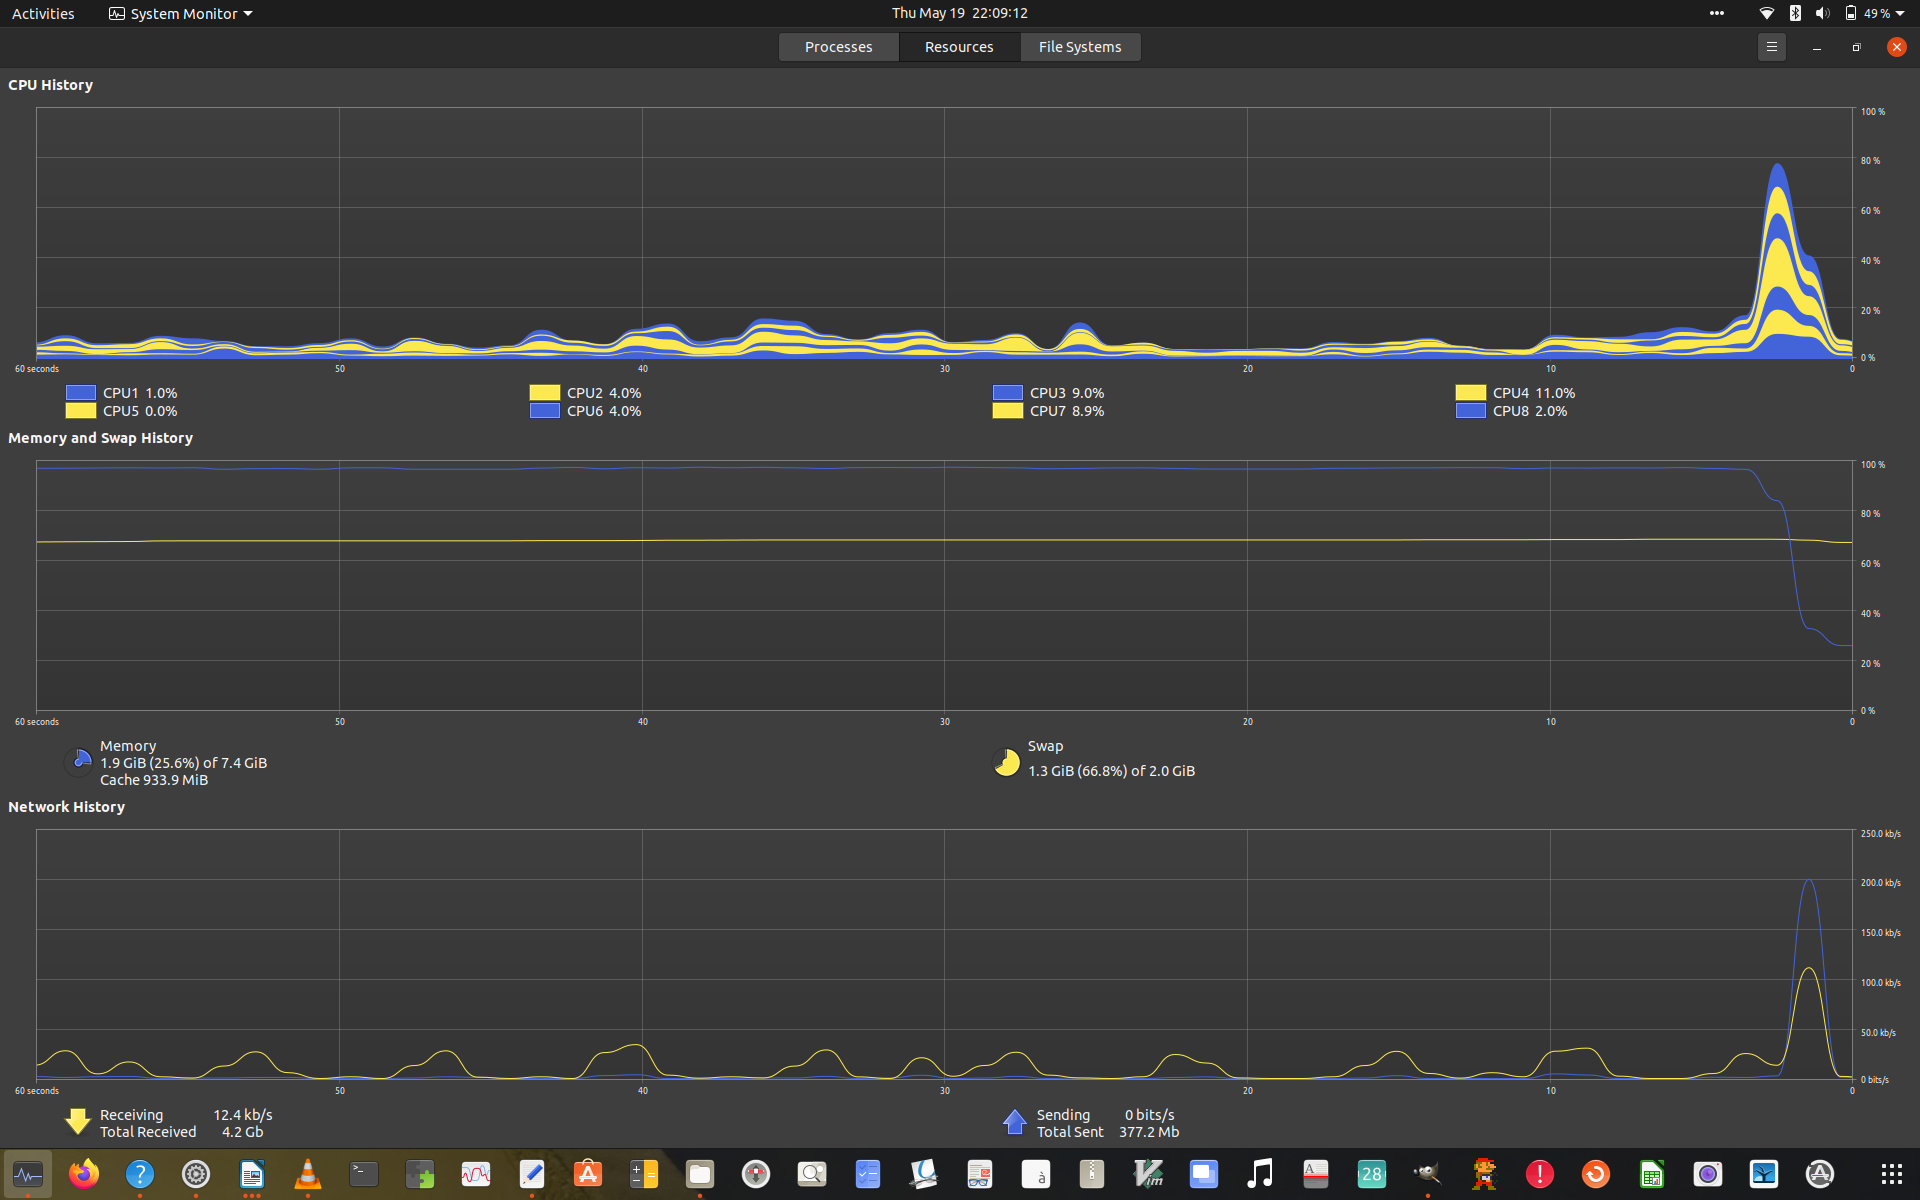 Activities System Monitor Thu May 19 22:09:12 49 %
Processes Resources File Systems
CPU History
100 %
80 %
60 %
40 %
20 %
0 %
60 seconds 50 40 30 20 10 0
CPU1 1.0% CPU2 4.0% CPU3 9.0% CPU4 11.0%
CPU5 0.0% CPU6 4.0% CPU7 8.9% CPU8 2.0%
Memory and Swap History
100 %
80 %
60 %
40 %
20 %
0 %
60 seconds 50 40 30 20 10 0
Memory
1.9 GiB (25.6%) of 7.4 GiB
Cache 933.9 MiB
Swap
1.3 GiB (66.8%) of 2.0 GiB
Network History
250.0 kb/s
200.0 kb/s
150.0 kb/s
100.0 kb/s
50.0 kb/s
0 bits/s
60 seconds 50 40 30 20 10 0
Receiving 12.4 kb/s Sending 0 bits/s
Total Received 4.2 Gb Total Sent 377.2 Mb
? >_ à Vim A 28 ! A